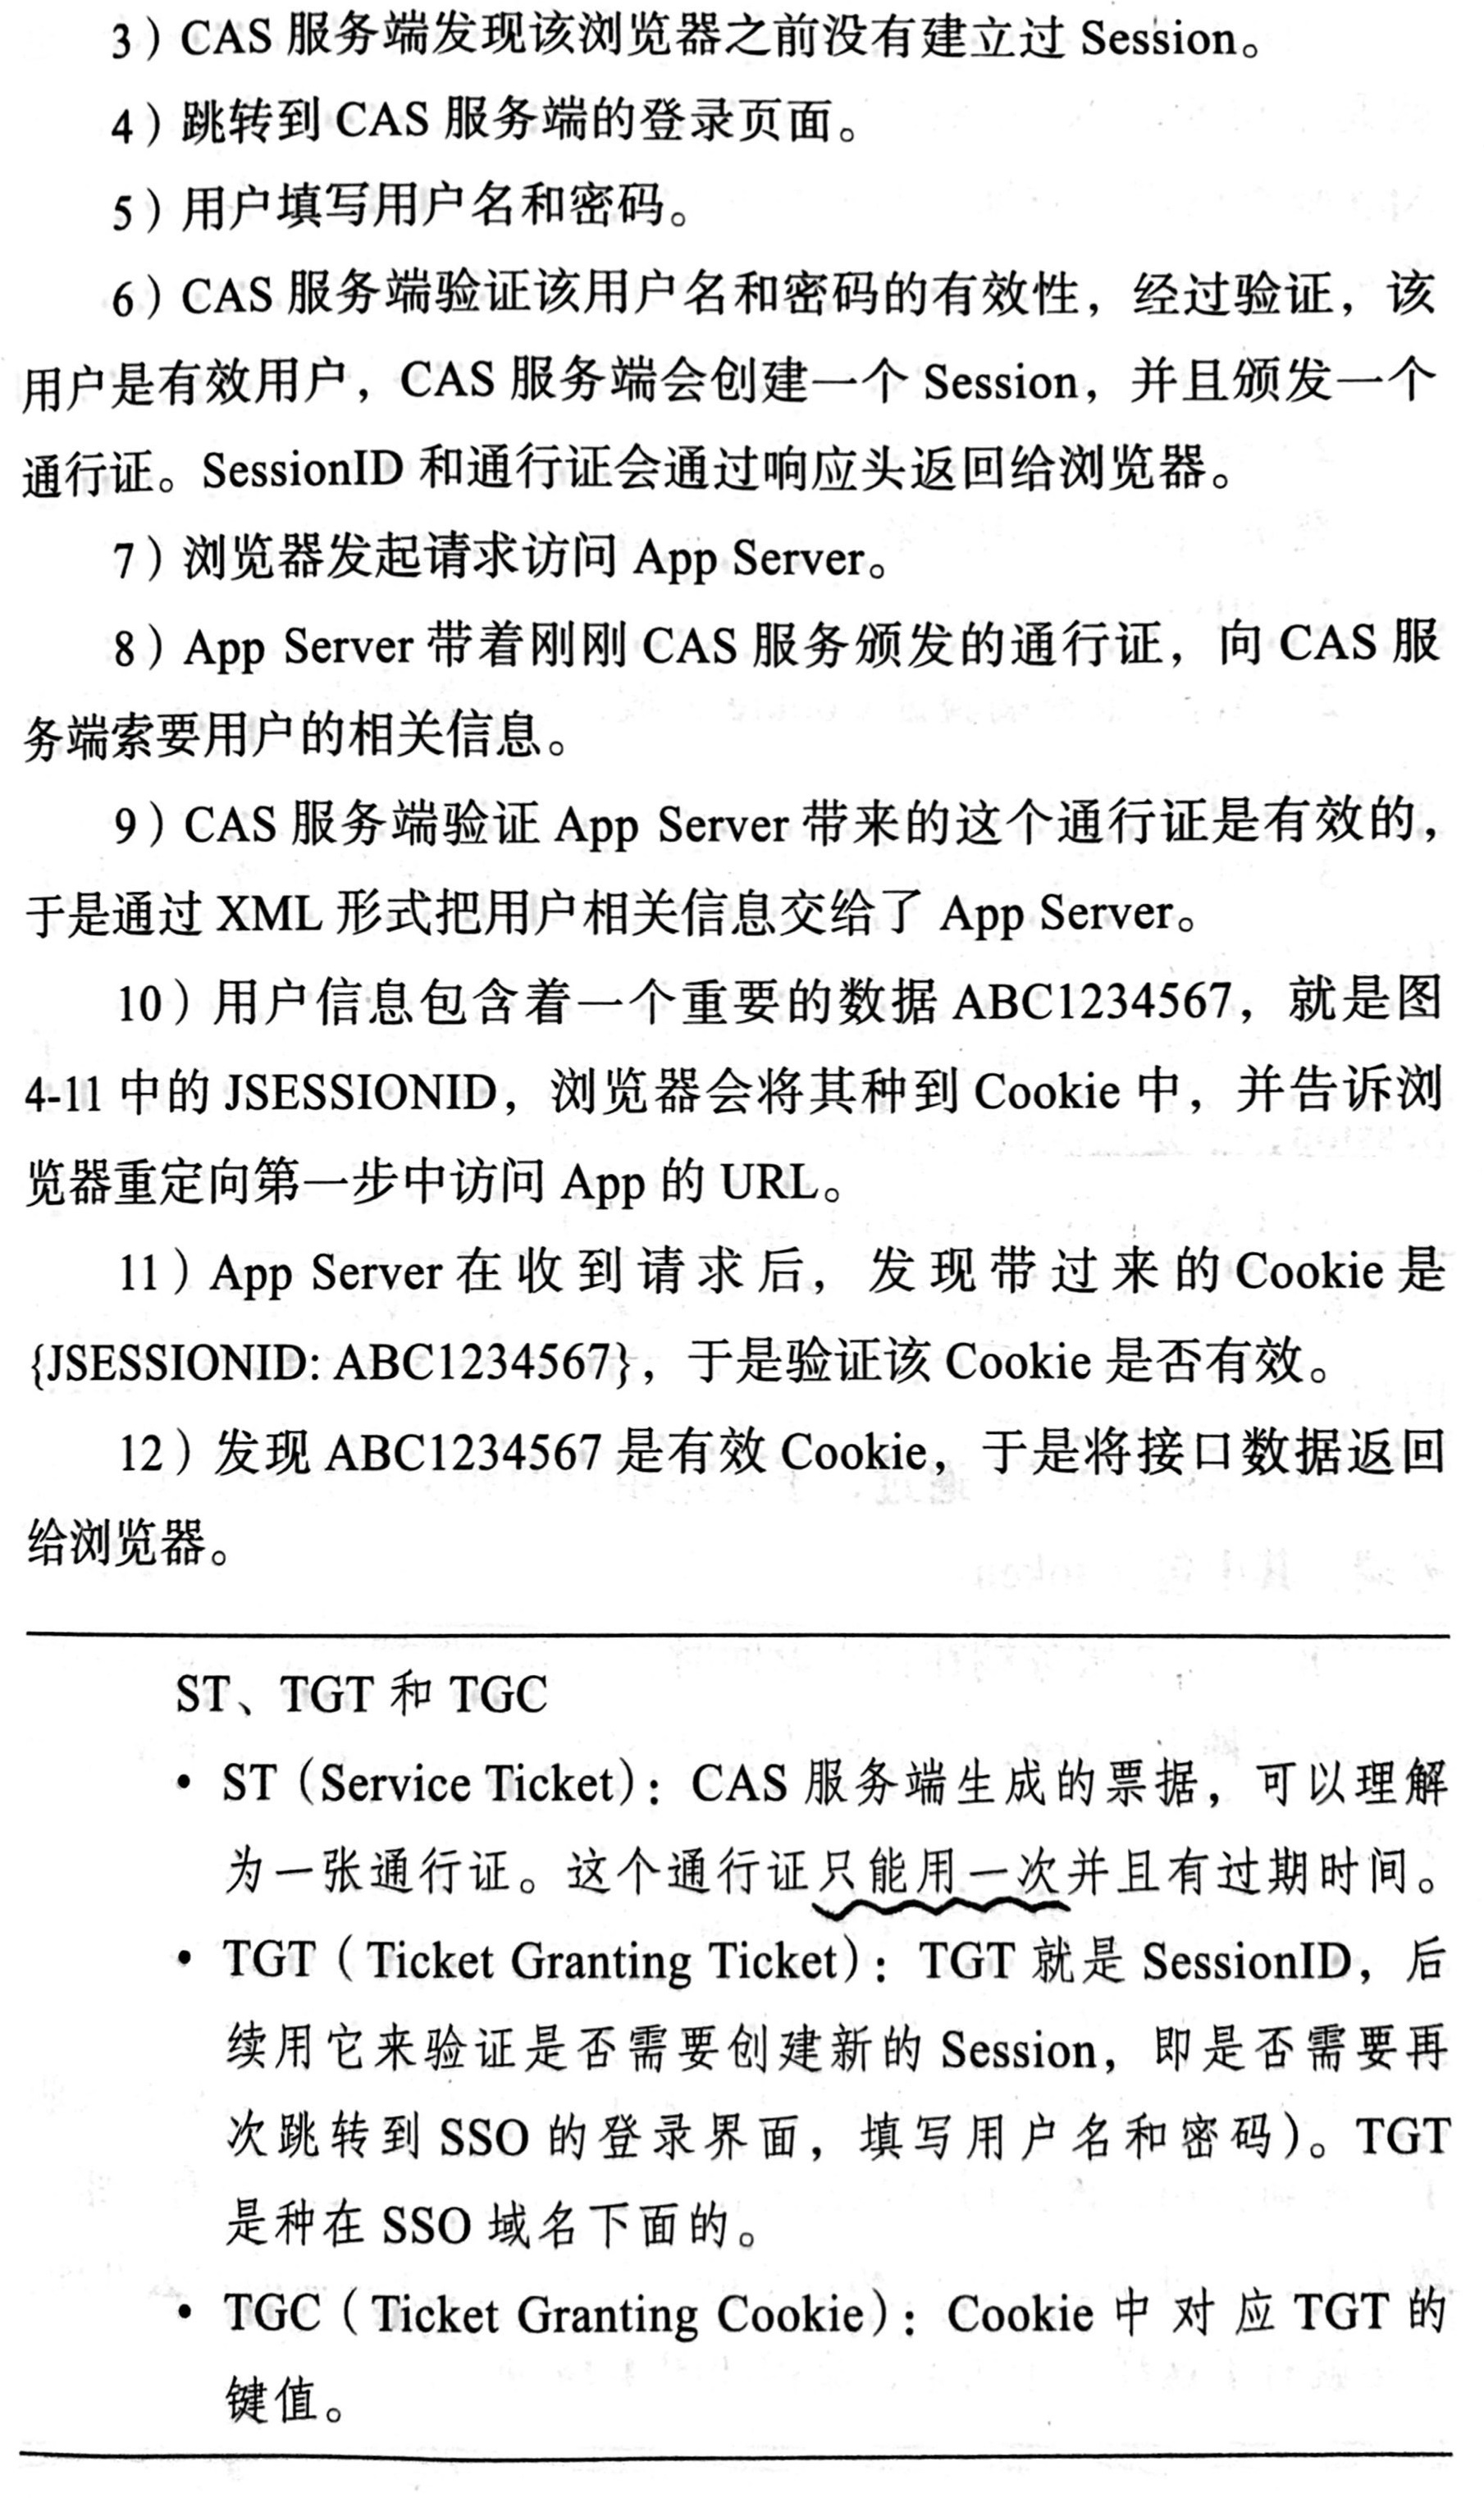 3）CAS 服务端发现该浏览器之前没有建立过 Session。
4）跳转到 CAS 服务端的登录页面。
5）用户填写用户名和密码。
6）CAS 服务端验证该用户名和密码的有效性，经过验证，该
用户是有效用户，CAS 服务端会创建一个 Session，并且颁发一个
通行证。SessionID 和通行证会通过响应头返回给浏览器。
7）浏览器发起请求访问 App Server。
8）App Server 带着刚刚 CAS 服务颁发的通行证，向 CAS 服
务端索要用户的相关信息。
9）CAS 服务端验证 App Server 带来的这个通行证是有效的，
于是通过 XML 形式把用户相关信息交给了 App Server。
10）用户信息包含着一个重要的数据 ABC1234567，就是图
4-11 中的 JSESSIONID，浏览器会将其种到 Cookie 中，并告诉浏
览器重定向第一步中访问 App 的 URL。
11）App Server 在收到请求后，发现带过来的 Cookie 是
{JSESSIONID: ABC1234567}，于是验证该 Cookie 是否有效。
12）发现 ABC1234567 是有效 Cookie，于是将接口数据返回
给浏览器。
ST、TGT 和 TGC
• ST（Service Ticket）：CAS 服务端生成的票据，可以理解
为一张通行证。这个通行证只能用一次并且有过期时间。
• TGT（Ticket Granting Ticket）：TGT 就是 SessionID，后
续用它来验证是否需要创建新的 Session，即是否需要再
次跳转到 SSO 的登录界面，填写用户名和密码）。TGT
是种在 SSO 域名下面的。
• TGC（Ticket Granting Cookie）：Cookie 中对应 TGT 的
键值。